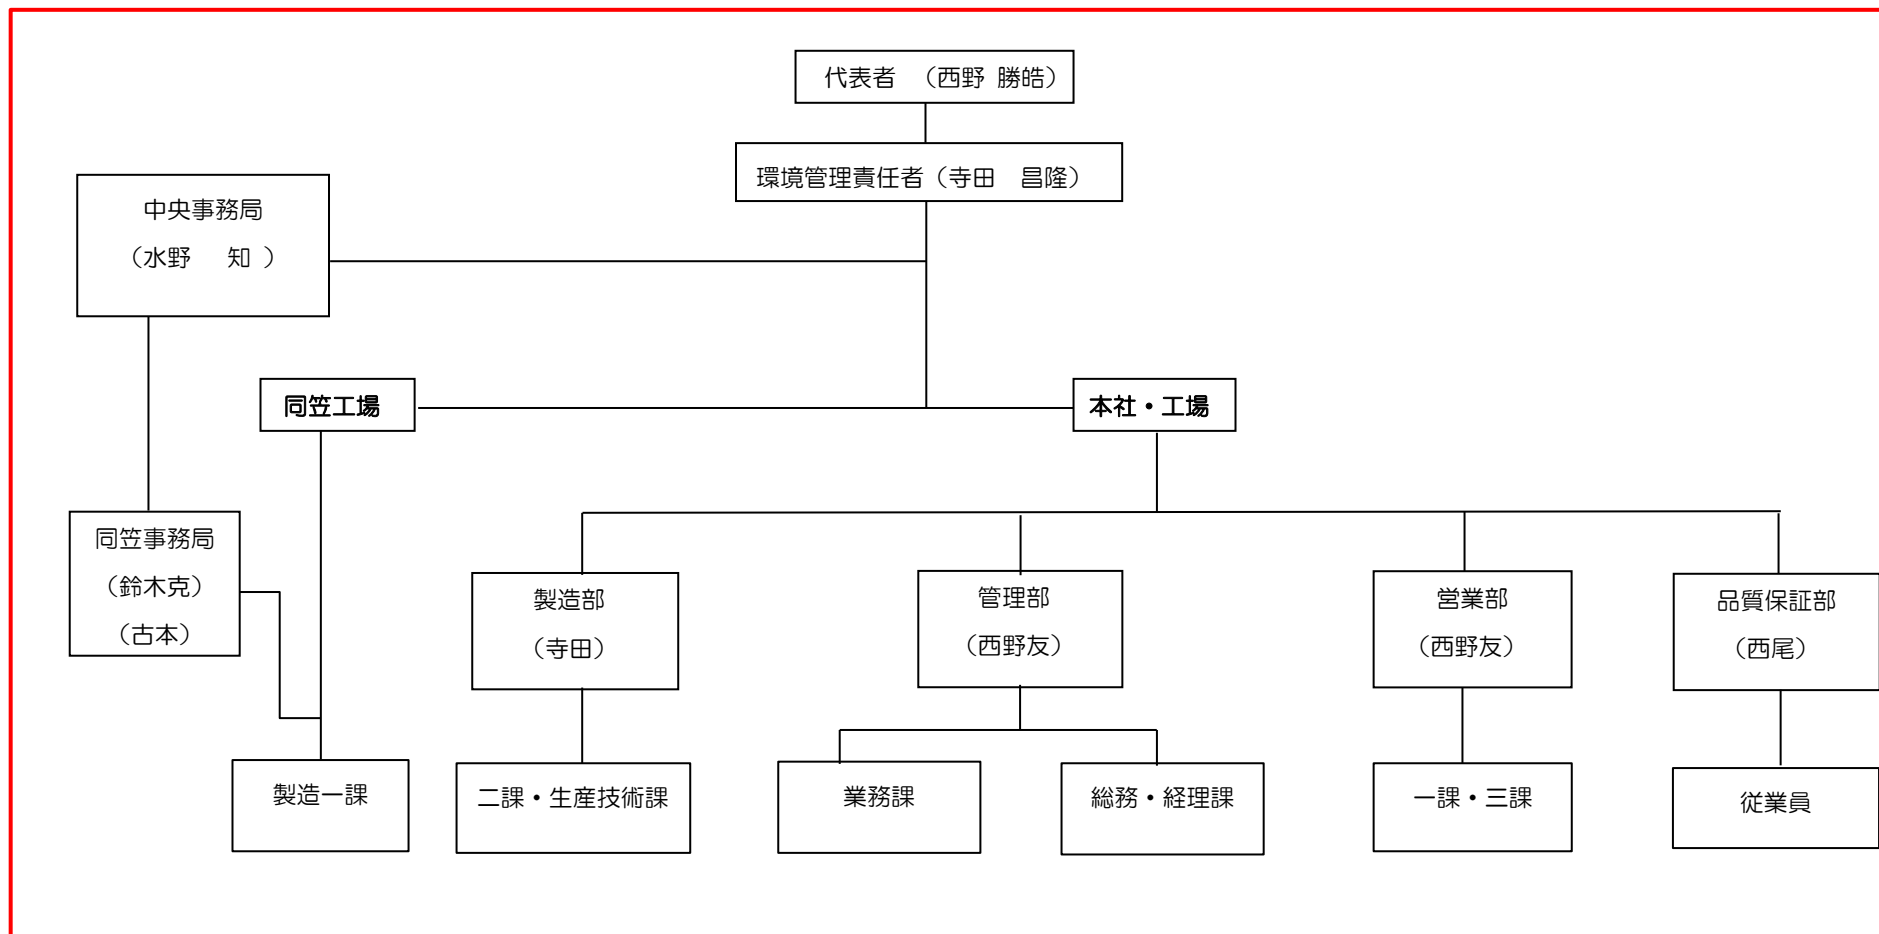 代表者　（西野 勝皓）
環境管理責任者（寺田　昌隆）
中央事務局
（水野　知 ）
同笠工場
本社・工場
同笠事務局
（鈴木克）
（古本）
製造部
（寺田）
管理部
（西野友）
営業部
（西野友）
品質保証部
（西尾）
製造一課
二課・生産技術課
業務課
総務・経理課
一課・三課
従業員